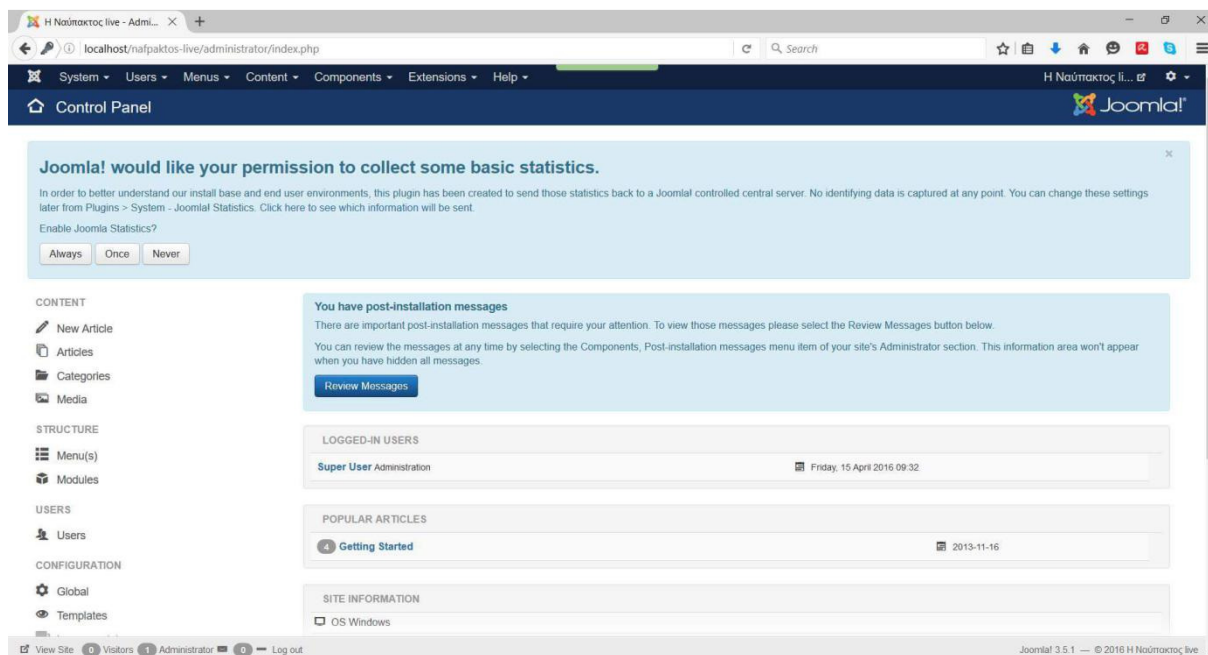 Η Ναύπακτος live - Admi...
localhost/nafpaktos-live/administrator/index.php
Search
System Users Menus Content Components Extensions Help
Η Ναύπακτος li...
Control Panel
Joomla!
Joomla! would like your permission to collect some basic statistics.
In order to better understand our install base and end user environments, this plugin has been created to send those statistics back to a Joomla! controlled central server. No identifying data is captured at any point. You can change these settings
later from Plugins > System - Joomla! Statistics. Click here to see which information will be sent.
Enable Joomla Statistics?
Always Once Never
CONTENT
New Article
Articles
Categories
Media
STRUCTURE
Menu(s)
Modules
USERS
Users
CONFIGURATION
Global
Templates
You have post-installation messages
There are important post-installation messages that require your attention. To view those messages please select the Review Messages button below.
You can review the messages at any time by selecting the Components, Post-installation messages menu item of your site's Administrator section. This information area won't appear
when you have hidden all messages.
Review Messages
LOGGED-IN USERS
Super User Administration Friday, 15 April 2016 09:32
POPULAR ARTICLES
4 Getting Started 2013-11-16
SITE INFORMATION
OS Windows
View Site 0 Visitors 1 Administrator 0 Log out
Joomla! 3.5.1 — © 2016 Η Ναύπακτος live